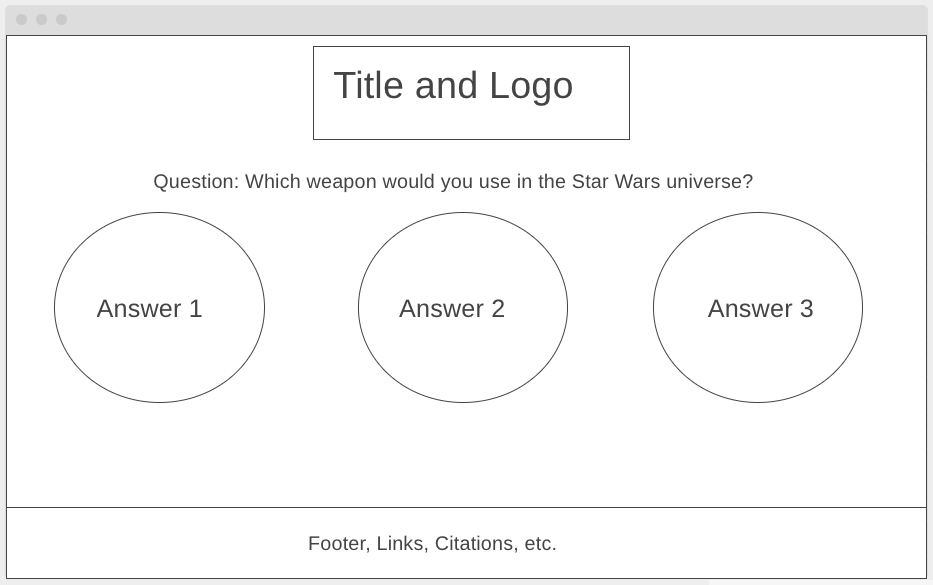 Title and Logo
Question: Which weapon would you use in the Star Wars universe?
Answer 1
Answer 2
Answer 3
Footer, Links, Citations, etc.